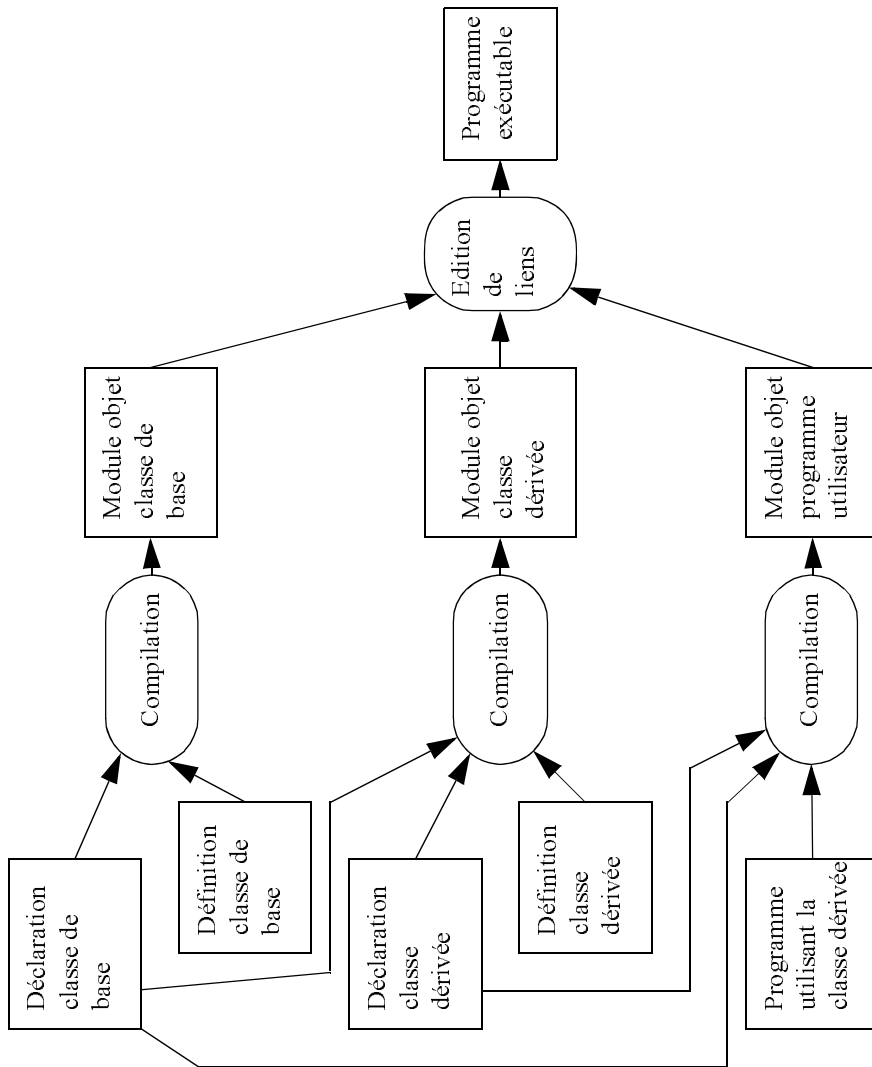 Déclaration
classe de
base
Définition
classe de
base
Compilation
Module objet
classe de
base
Déclaration
classe
dérivée
Définition
classe
dérivée
Compilation
Module objet
classe
dérivée
Programme
utilisant la
classe dérivée
Compilation
Module objet
programme
utilisateur
Edition
de
liens
Programme
exécutable